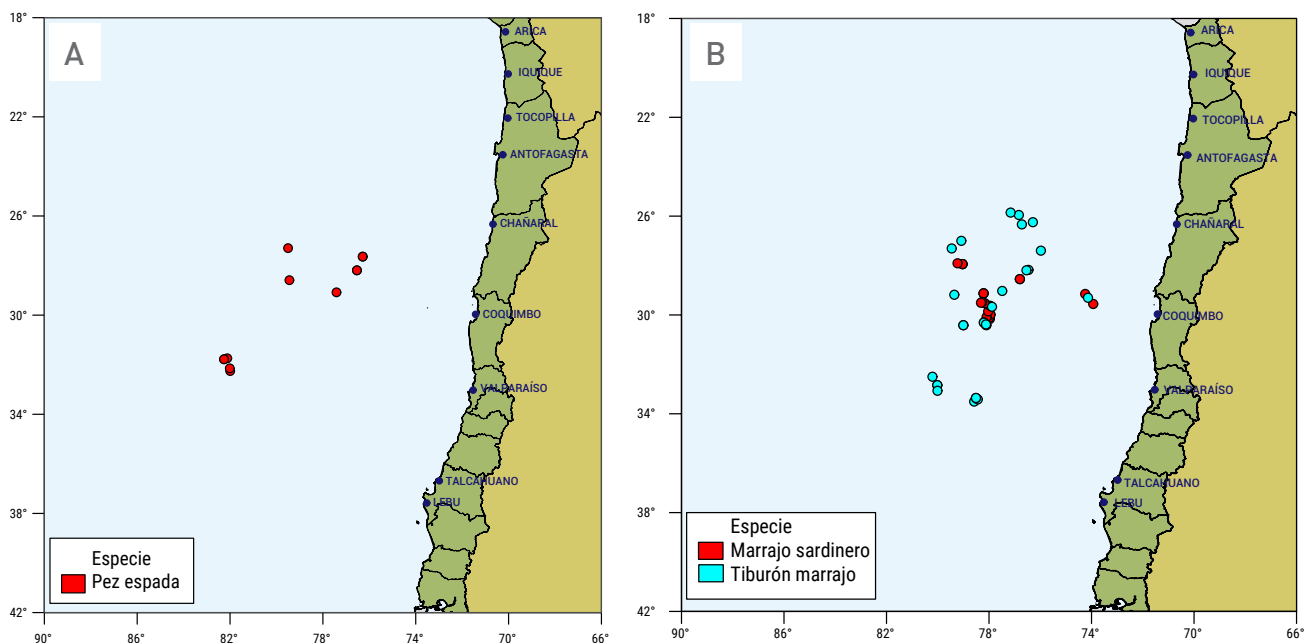 A
18°
22°
26°
30°
34°
38°
42°
90°
86°
82°
78°
74°
70°
66°
ARICA
IQUIQUE
TOCOPILLA
ANTOFAGASTA
CHAÑARAL
COQUIMBO
VALPARAÍSO
TALCAHUANO
LEBU
Especie
Pez espada
B
18°
22°
26°
30°
34°
38°
42°
90°
86°
82°
78°
74°
70°
66°
ARICA
IQUIQUE
TOCOPILLA
ANTOFAGASTA
CHAÑARAL
COQUIMBO
VALPARAÍSO
TALCAHUANO
LEBU
Especie
Marrajo sardinero
Tiburón marrajo